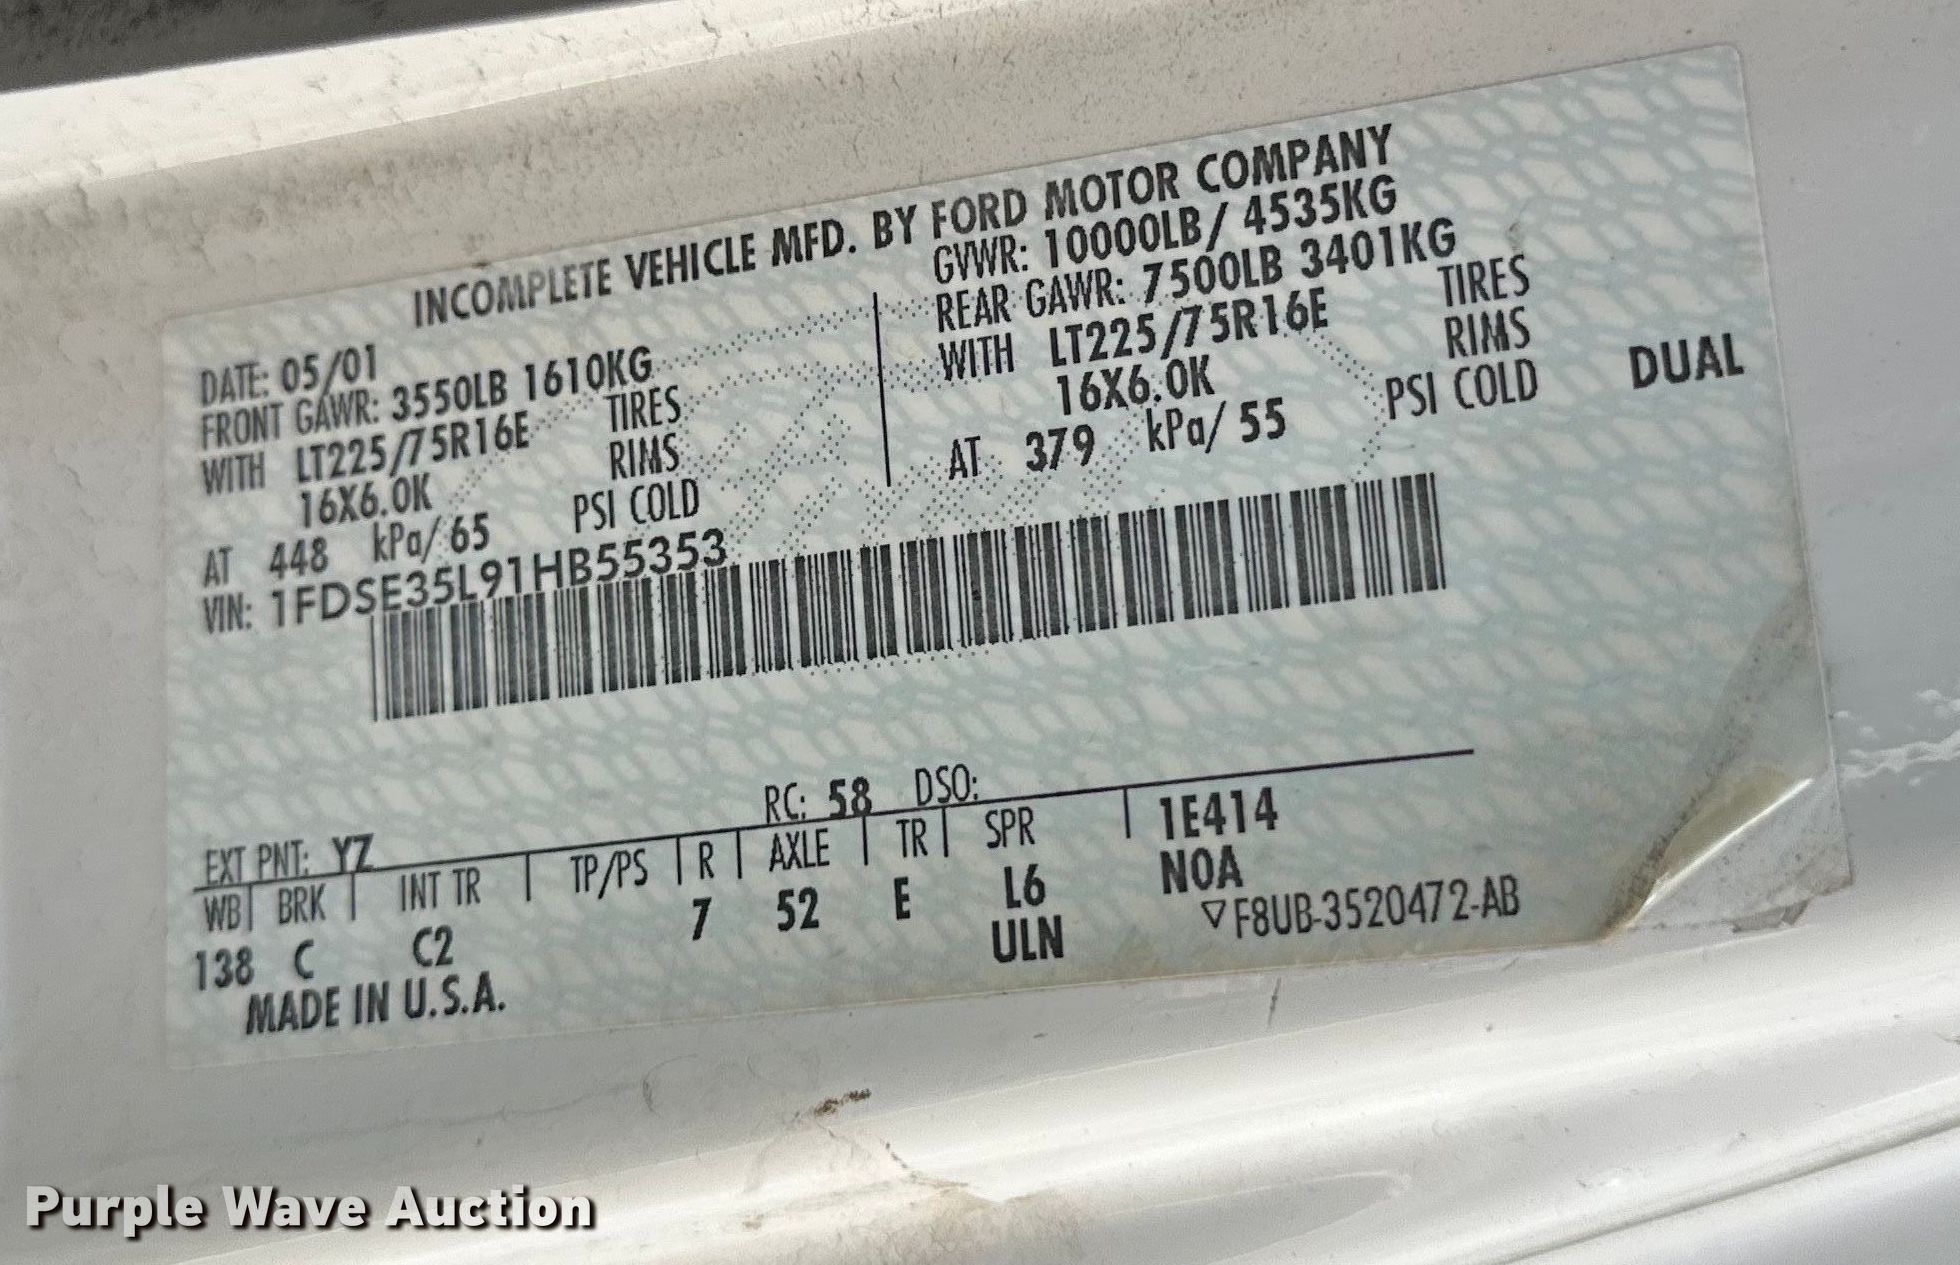 INCOMPLETE VEHICLE MFD. BY FORD MOTOR COMPANY
DATE: 05/01
GVWR: 10000LB/ 4535KG
FRONT GAWR: 3550LB 1610KG
REAR GAWR: 7500LB 3401KG
WITH LT225/75R16E TIRES
WITH LT225/75R16E TIRES
16X6.0K RIMS
16X6.0K RIMS
AT 448 kPa/ 65 PSI COLD
AT 379 kPa/ 55 PSI COLD DUAL
VIN: 1FDSE35L91HB55353
EXT PNT: YZ RC: 58 DSO:
WB BRK INT TR TP/PS R AXLE TR SPR 1E414
138 C C2 7 52 E L6 NOA
ULN ▽F8UB-3520472-AB
MADE IN U.S.A.
Purple Wave Auction